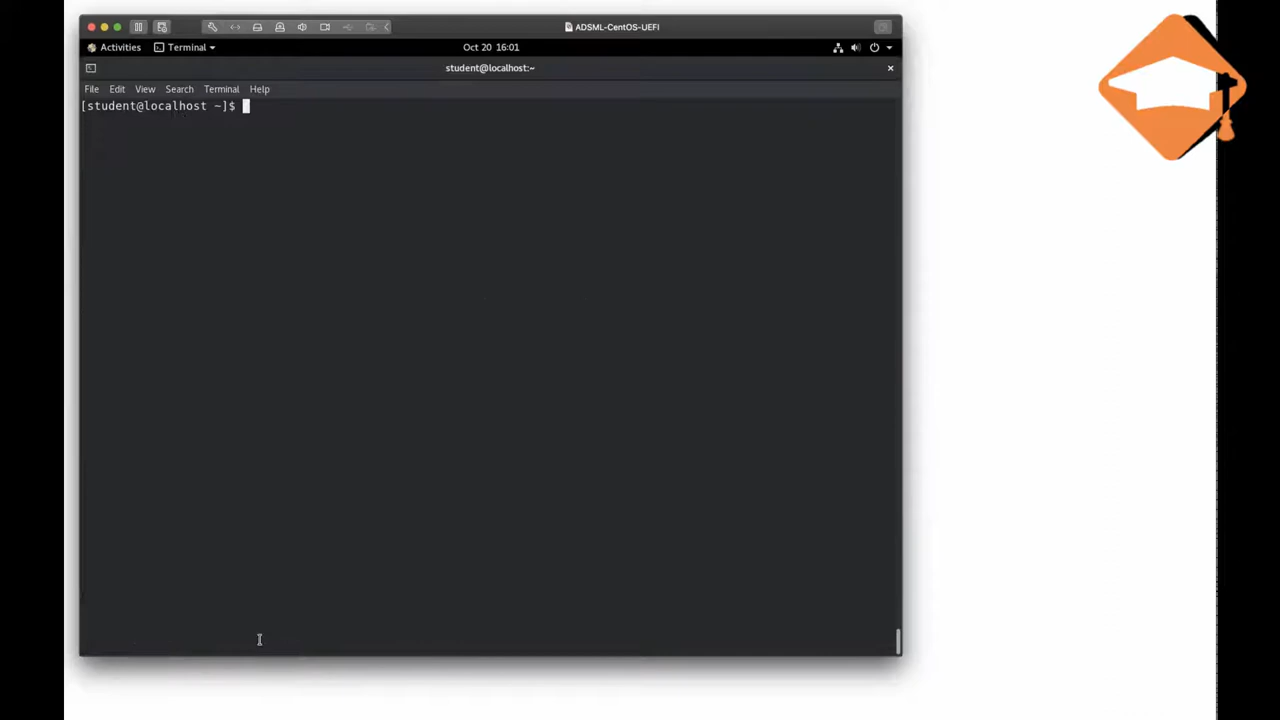 ADSML-CentOS-UEFI
Activities Terminal Oct 20 16:01
student@localhost:~
File Edit View Search Terminal Help
[student@localhost ~]$